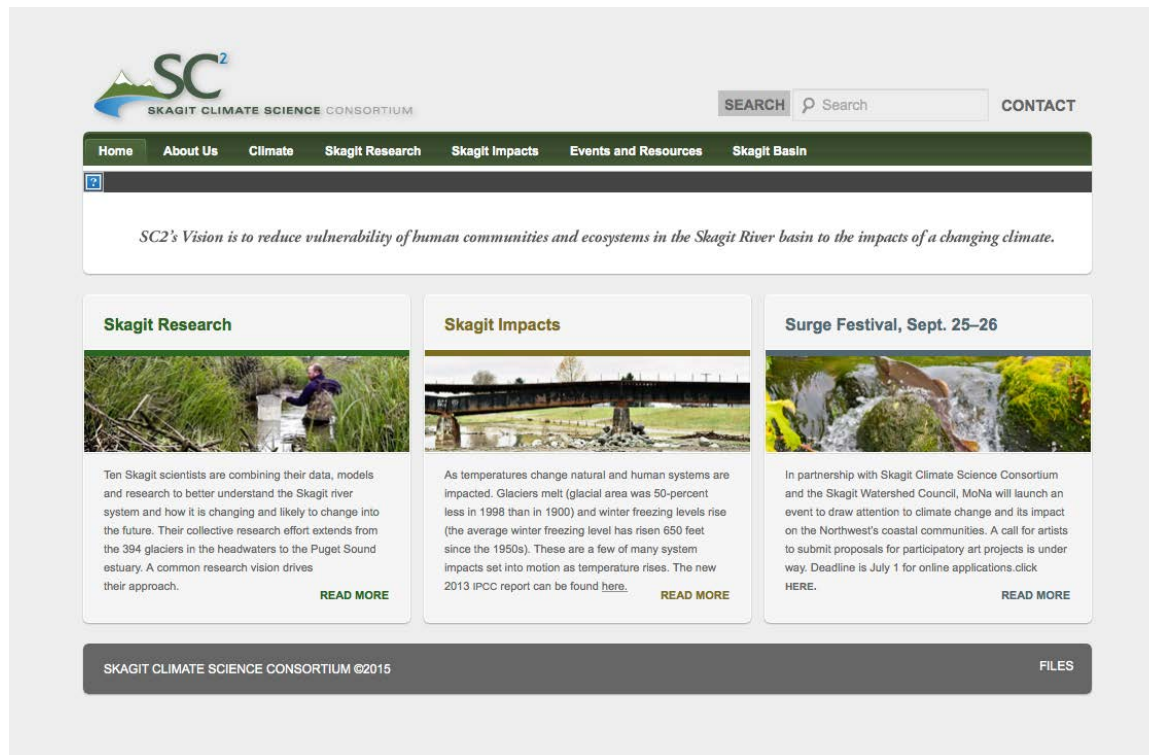 SC2
SKAGIT CLIMATE SCIENCE CONSORTIUM
SEARCH Search CONTACT
Home About Us Climate Skagit Research Skagit Impacts Events and Resources Skagit Basin
?
SC2's Vision is to reduce vulnerability of human communities and ecosystems in the Skagit River basin to the impacts of a changing climate.
Skagit Research
Ten Skagit scientists are combining their data, models
and research to better understand the Skagit river
system and how it is changing and likely to change into
the future. Their collective research effort extends from
the 394 glaciers in the headwaters to the Puget Sound
estuary. A common research vision drives
their approach.
READ MORE
Skagit Impacts
As temperatures change natural and human systems are
impacted. Glaciers melt (glacial area was 50-percent
less in 1998 than in 1900) and winter freezing levels rise
(the average winter freezing level has risen 650 feet
since the 1950s). These are a few of many system
impacts set into motion as temperature rises. The new
2013 IPCC report can be found here.
READ MORE
Surge Festival, Sept. 25–26
In partnership with Skagit Climate Science Consortium
and the Skagit Watershed Council, MoNa will launch an
event to draw attention to climate change and its impact
on the Northwest's coastal communities. A call for artists
to submit proposals for participatory art projects is under
way. Deadline is July 1 for online applications.click
HERE.
READ MORE
SKAGIT CLIMATE SCIENCE CONSORTIUM ©2015
FILES